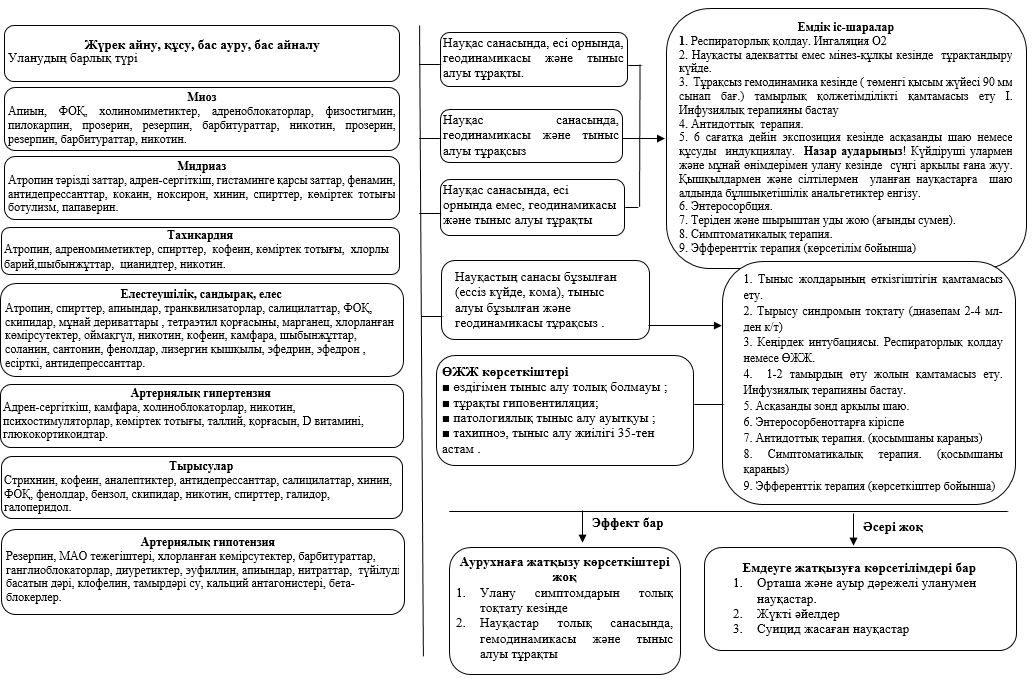 Жүрек айну, құсу, бас ауру, бас айналу
Уланудың барлық түрі
Миоз
Апиын, ФОҚ, холиномиметиктер, адреноблокаторлар, физостигмин,
пилокарпин, прозерин, резерпин, барбитураттар, никотин, прозерин,
резерпин, барбитураттар, никотин.
Мидриаз
Атропин тәрізді заттар, адрен-сергіткіш, гистаминге қарсы заттар, фенамин,
антидепрессанттар, кокаин, ноксирон, хинин, спирттер, көміртек тотығы
ботулизм, папаверин.
Тахикардия
Атропин, адреномиметиктер, спирттер, кофеин, көміртек тотығы, хлорлы
барий,шыбынжұттар, цианидтер, никотин.
Елестеушілік, сандырақ, елес
Атропин, спирттер, апиындар, транквилизаторлар, салицилаттар, ФОҚ,
скипидар, мұнай дериваттары , тетраэтил қорғасыны, марганец, хлорланған
көмірсутектер, оймақгүл, никотин, кофеин, камфара, шыбынжұттар,
соланин, сантонин, фенолдар, лизергин қышқылы, эфедрин, эфедрон ,
есірткі, антидепрессанттар.
Артериялық гипертензия
Адрен-сергіткіш, камфара, холиноблокаторлар, никотин,
психостимуляторлар, көміртек тотығы, таллий, қорғасын, D витамині,
глюкокортикоидтар.
Тырысулар
Стрихнин, кофеин, аналептиктер, антидепрессанттар, салицилаттар, хинин,
ФОҚ, фенолдар, бензол, скипидар, никотин, спирттер, галидор,
галоперидол.
Артериялық гипотензия
Резерпин, МАО тежегіштері, хлорланған көмірсутектер, барбитураттар,
ганглиоблокаторлар, диуретиктер, эуфиллин, апиындар, нитраттар, түйілуді
басатын дәрі, клофелин, тамырдәрі су, кальций антагонистері, бета-
блокерлер.
Науқас санасында, есі орнында,
геодинамикасы және тыныс
алуы тұрақты.
Науқас санасында,
геодинамикасы және тыныс
алуы тұрақсыз
Науқас санасында, есі
орнында емес, геодинамикасы
және тыныс алуы тұрақты
Науқастың санасы бұзылған
(ессіз күйде, кома), тыныс
алуы бұзылған және
геодинамикасы тұрақсыз .
ӨЖЖ көрсеткіштері
■ өздігімен тыныс алу толық болмауы ;
■ тұрақты гиповентиляция;
■ патологиялық тыныс алу ауытқуы ;
■ тахипноэ, тыныс алу жиілігі 35-тен
астам .
Емдік іс-шаралар
1. Респираторлық қолдау. Ингаляция О2
2. Науқасты адекватты емес мінез-құлқы кезінде тұрақтандыру
күйде.
3. Тұрақсыз гемодинамика кезінде ( төменгі қысым жүйесі 90 мм
сынап бағ.) тамырлық қолжетімділікті қамтамасыз ету I.
Инфузиялық терапияны бастау
4. Антидоттық терапия.
5. 6 сағатқа дейін экспозиция кезінде асқазанды шаю немесе
құсуды индукциялау. Назар аударыңыз! Күйдіруші улармен
және мұнай өнімдерімен улану кезінде сүңгі арқылы ғана жуу.
Қышқылдармен және сілтілермен уланған науқастарға шаю
алдында бұлшықетішілік анальгетиктер енгізу.
6. Энтеросорбция.
7. Теріден және шырыштан уды жою (ағынды сумен).
8. Симптоматикалық терапия.
9. Эфференттік терапия (көрсетілім бойынша)
1. Тыныс жолдарының өткізгіштігін қамтамасыз
ету.
2. Тырысу синдромын тоқтату (диазепам 2-4 мл-
ден к/т)
3. Кеңірдек интубациясы. Респираторлық қолдау
немесе ӨЖЖ.
4. 1-2 тамырдың өту жолын қамтамасыз ету.
Инфузиялық терапияны бастау.
5. Асқазанды зонд арқылы шаю.
6. Энтеросорбеноттарға кіріспе
7. Антидоттық терапия. (қосымшаны қараңыз)
8. Симптоматикалық терапия. (қосымшаны
қараңыз)
9. Эфференттік терапия (көрсеткіштер бойынша)
Эффект бар
Әсері жоқ
Аурухнаға жатқызу көрсеткіштері
жоқ
1. Улану симптомдарын толық
тоқтату кезінде
2. Науқастар толық санасында,
гемодинамикасы және тыныс
алуы тұрақты
Емдеуге жатқызуға көрсетілімдері бар
1. Орташа және ауыр дәрежелі уланумен
науқастар.
2. Жүкті әйелдер
3. Суицид жасаған науқастар